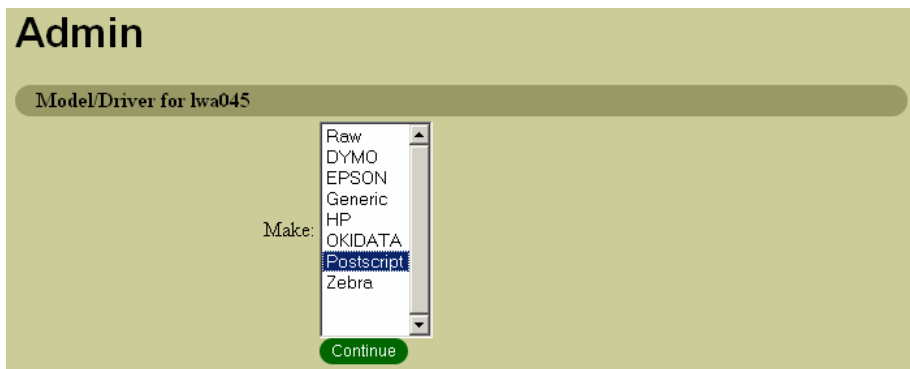 Admin
Model/Driver for lwa045
Make:
Raw
DYMO
EPSON
Generic
HP
OKIDATA
Postscript
Zebra
Continue